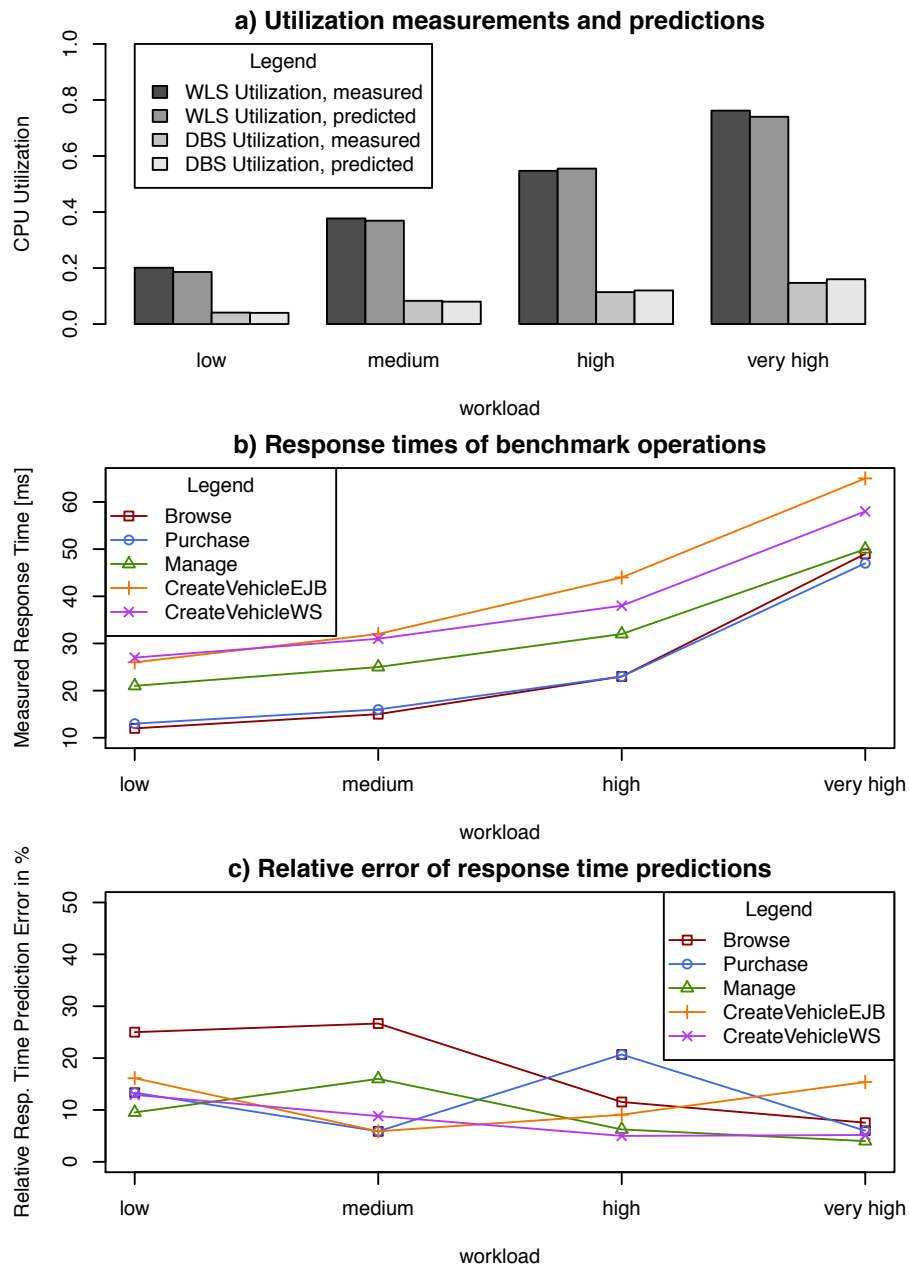 a) Utilization measurements and predictions
CPU Utilization
0.0
0.2
0.4
0.6
0.8
1.0
Legend
WLS Utilization, measured
WLS Utilization, predicted
DBS Utilization, measured
DBS Utilization, predicted
low
medium
high
very high
workload
b) Response times of benchmark operations
Measured Response Time [ms]
10
20
30
40
50
60
Legend
Browse
Purchase
Manage
CreateVehicleEJB
CreateVehicleWS
low
medium
high
very high
workload
c) Relative error of response time predictions
Relative Resp. Time Prediction Error in %
0
10
20
30
40
50
Legend
Browse
Purchase
Manage
CreateVehicleEJB
CreateVehicleWS
low
medium
high
very high
workload